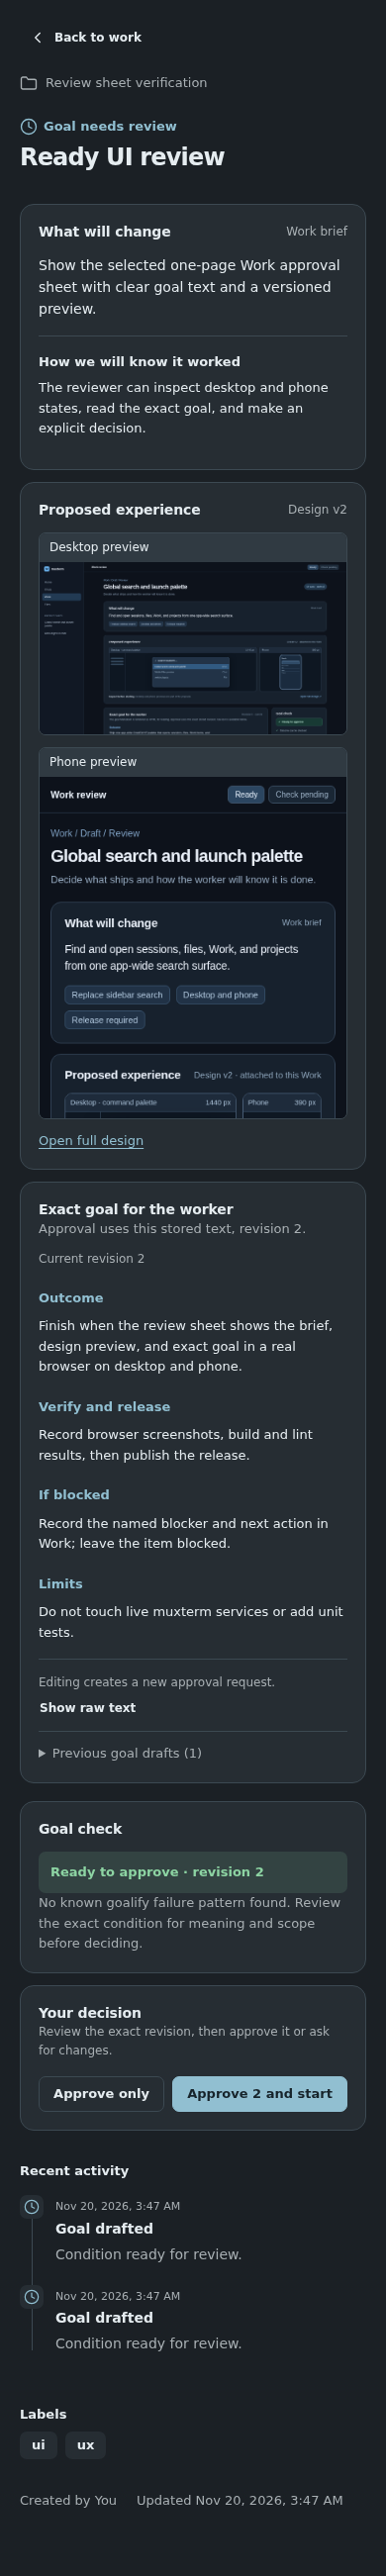 Back to work
Review sheet verification
Goal needs review
Ready UI review
What will change
Work brief
Show the selected one-page Work approval
sheet with clear goal text and a versioned
preview.
How we will know it worked
The reviewer can inspect desktop and phone
states, read the exact goal, and make an
explicit decision.
Proposed experience
Design v2
Desktop preview
Global search and launch palette
What will change
Phone preview
Work review
Ready
Check pending
Work / Draft / Review
Global search and launch palette
Decide what ships and how the worker will know it is done.
What will change
Work brief
Find and open sessions, files, Work, and projects
from one app-wide search surface.
Replace sidebar search
Desktop and phone
Release required
Proposed experience
Design v2 · attached to this Work
Desktop · command palette
1440 px
Phone
390 px
Open full design
Exact goal for the worker
Approval uses this stored text, revision 2.
Current revision 2
Outcome
Finish when the review sheet shows the brief,
design preview, and exact goal in a real
browser on desktop and phone.
Verify and release
Record browser screenshots, build and lint
results, then publish the release.
If blocked
Record the named blocker and next action in
Work; leave the item blocked.
Limits
Do not touch live muxterm services or add unit
tests.
Editing creates a new approval request.
Show raw text
Previous goal drafts (1)
Goal check
Ready to approve · revision 2
No known goalify failure pattern found. Review
the exact condition for meaning and scope
before deciding.
Your decision
Review the exact revision, then approve it or ask
for changes.
Approve only
Approve 2 and start
Recent activity
Nov 20, 2026, 3:47 AM
Goal drafted
Condition ready for review.
Nov 20, 2026, 3:47 AM
Goal drafted
Condition ready for review.
Labels
ui
ux
Created by You
Updated Nov 20, 2026, 3:47 AM